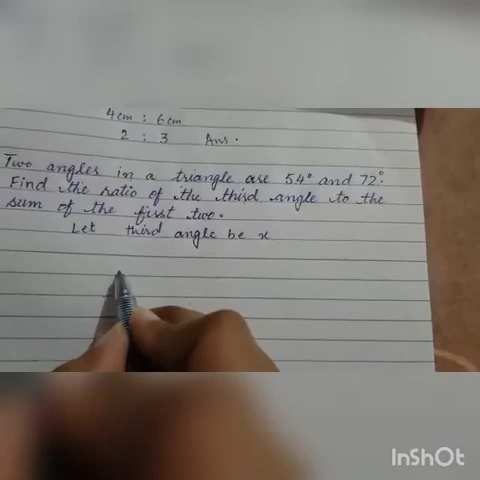 4cm : 6cm
2 : 3 Ans.
Two angles in a triangle are 54° and 72°.
Find the ratio of the third angle to the
sum of the first two.
Let third angle be x
InShOt